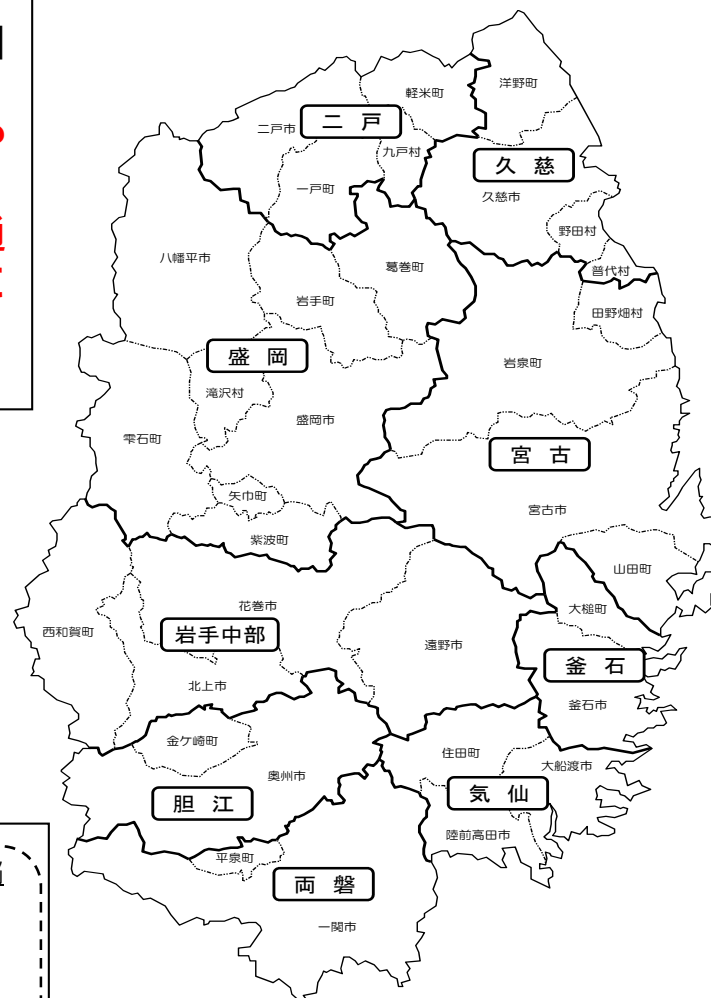 洋野町
軽米町
二戸
二戸市
九戸村
久慈
一戸町
久慈市
野田村
八幡平市
葛巻町
普代村
岩手町
田野畑村
盛岡
岩泉町
滝沢村
盛岡市
雫石町
宮古
矢巾町
宮古市
紫波町
山田町
花巻市
大槌町
西和賀町
岩手中部
遠野市
釜石
北上市
釜石市
金ケ崎町
住田町
大船渡市
奥州市
気仙
胆江
陸前高田市
平泉町
両磐
一関市